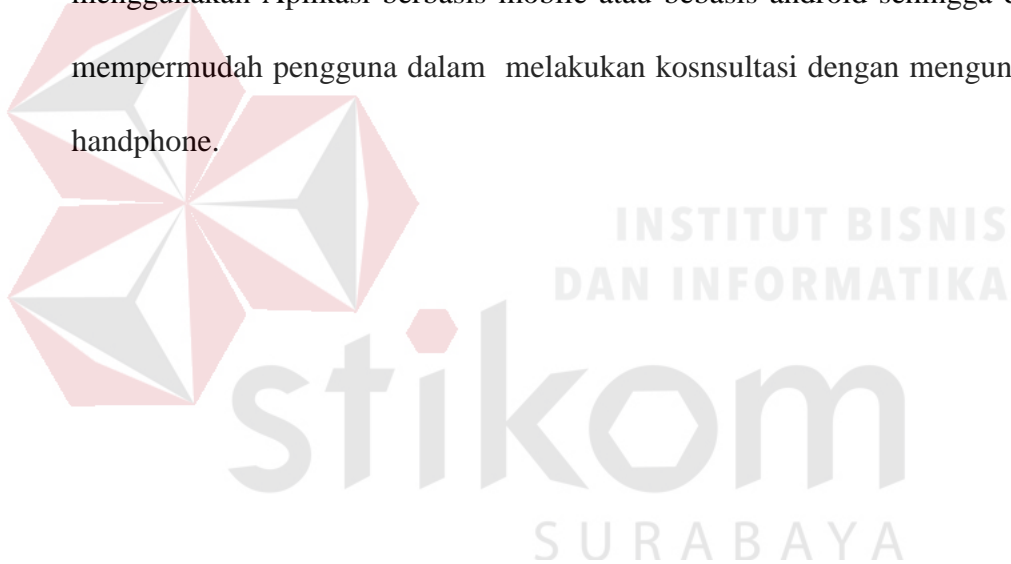 menggunakan Aplikasi berbasis mobile atau bebasis android sehingga
mempermudah pengguna dalam melakukan kosnsultasi dengan mengun
handphone.
INSTITUT BISNIS
DAN INFORMATIKA
stikom
SURABAYA